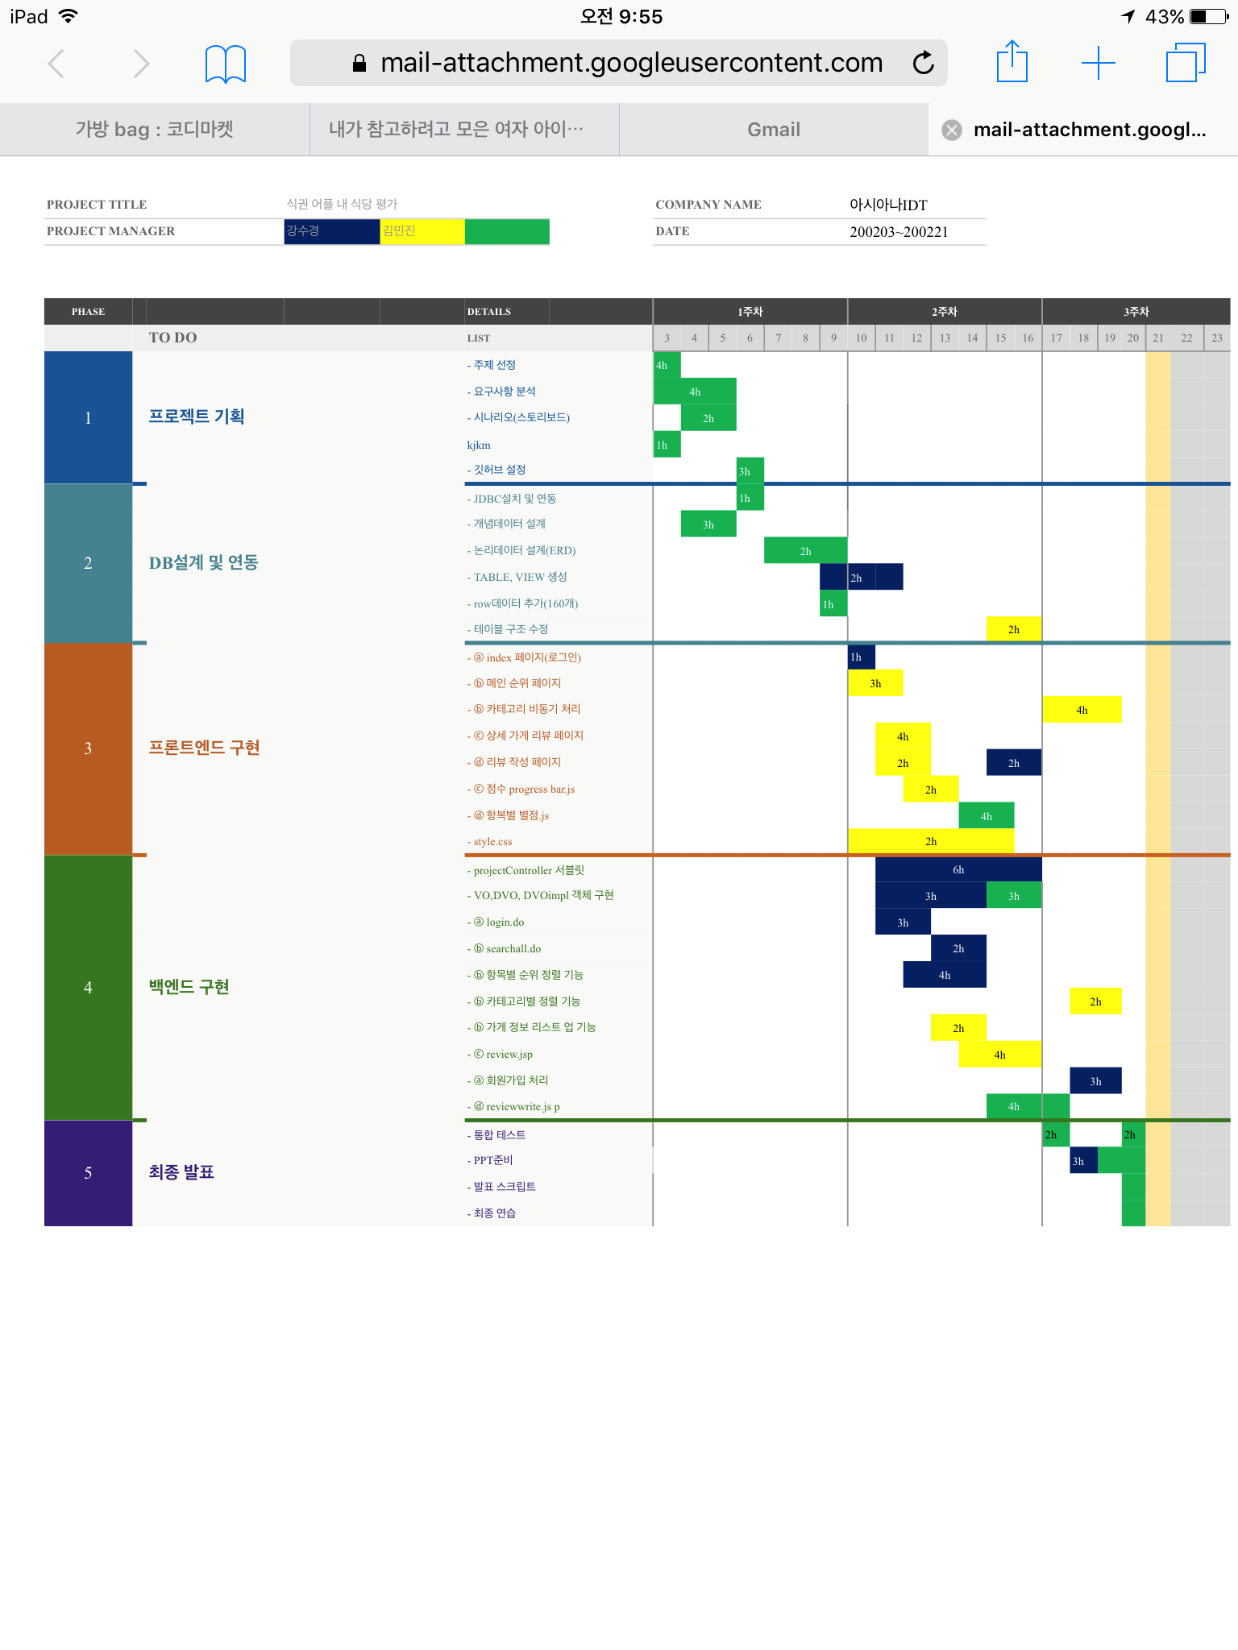 iPad 오전 9:55 43%
mail-attachment.googleusercontent.com
가방 bag : 코디마켓 내가 참고하려고 모은 여자 아이… Gmail mail-attachment.googl...
PROJECT TITLE 식권 어플 내 식당 평가 COMPANY NAME 아시아나IDT
PROJECT MANAGER 강수경 김민진 DATE 200203~200221
PHASE DETAILS 1주차 2주차 3주차
TO DO LIST 3 4 5 6 7 8 9 10 11 12 13 14 15 16 17 18 19 20 21 22 23
- 주제 선정 4h
- 요구사항 분석 4h
1 프로젝트 기획 - 시나리오(스토리보드) 2h
kjkm 1h
- 깃허브 설정 3h
- JDBC설치 및 연동 1h
- 개념데이터 설계 3h
- 논리데이터 설계(ERD) 2h
2 DB설계 및 연동 - TABLE, VIEW 생성 2h
- row데이터 추가(160개) 1h
- 테이블 구조 수정 2h
- ⓐ index 페이지(로그인) 1h
- ⓑ 메인 순위 페이지 3h
- ⓑ 카테고리 비동기 처리 4h
- ⓒ 상세 가게 리뷰 페이지 4h
3 프론트엔드 구현 - ⓓ 리뷰 작성 페이지 2h 2h
- ⓒ 점수 progress bar.js 2h
- ⓓ 항복별 별점.js 4h
- style.css 2h
- projectController 서블릿 6h
- VO,DVO, DVOimpl 객체 구현 3h 3h
- ⓐ login.do 3h
- ⓑ searchall.do 2h
- ⓑ 항목별 순위 정렬 기능 4h
4 백엔드 구현 - ⓑ 카테고리별 정렬 기능 2h
- ⓑ 가게 정보 리스트 업 기능 2h
- ⓒ review.jsp 4h
- ⓐ 회원가입 처리 3h
- ⓓ reviewwrite.js p 4h
- 통합 테스트 2h 2h
- PPT준비 3h
5 최종 발표 - 발표 스크립트
- 최종 연습